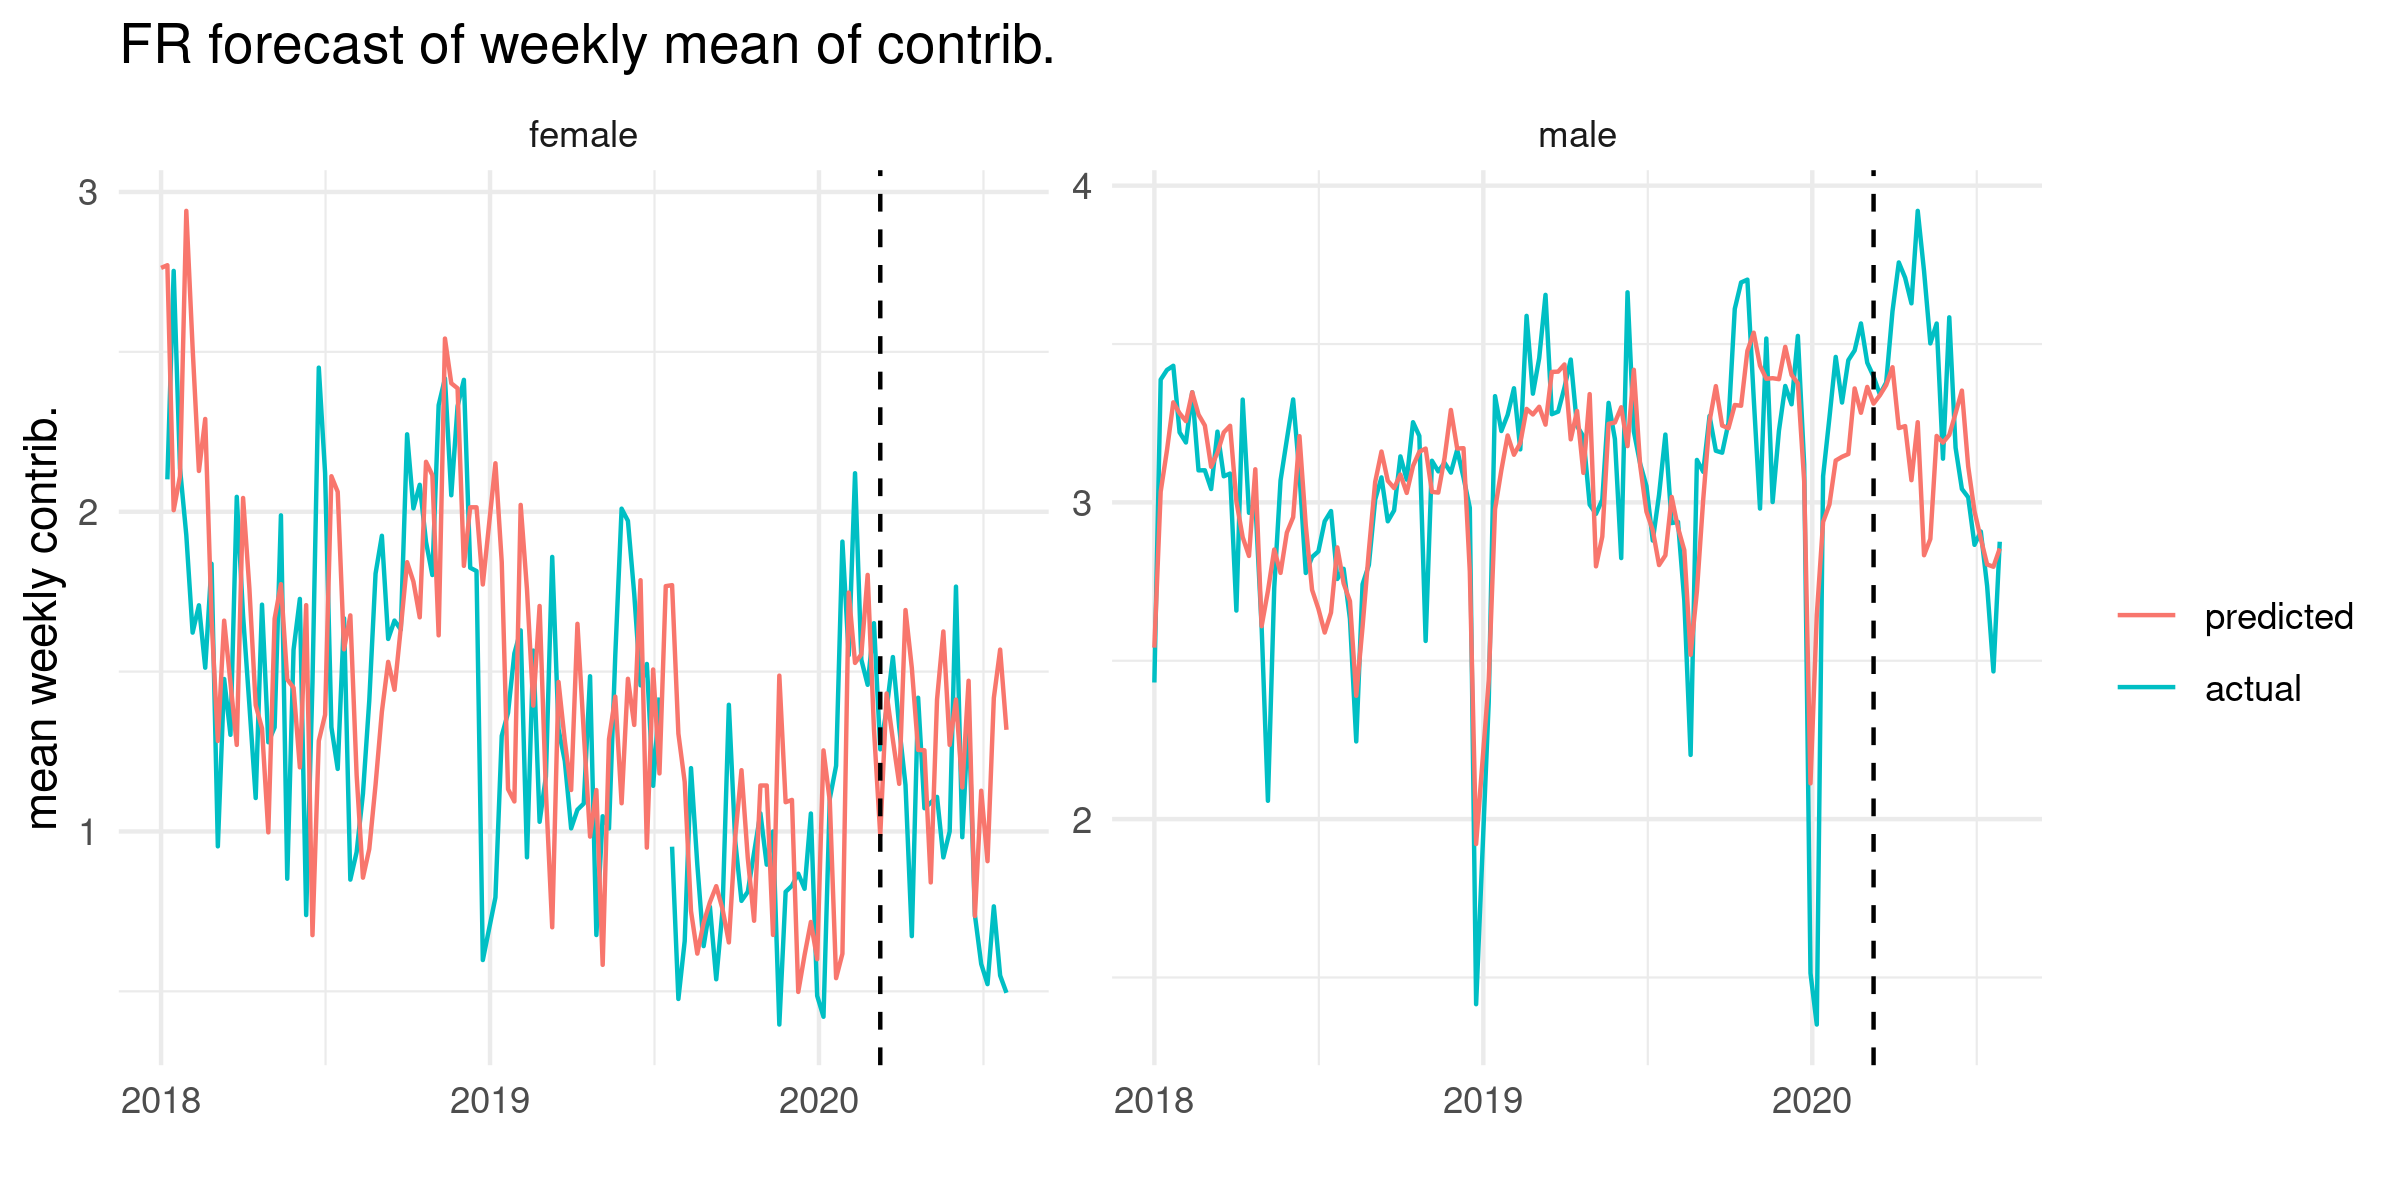 FR forecast of weekly mean of contrib.
female
male
mean weekly contrib.
3
2
1
4
3
2
2018
2019
2020
2018
2019
2020
predicted
actual